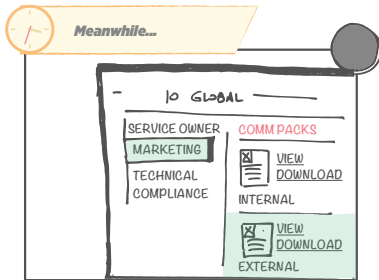 Meanwhile...
IO GLOBAL
SERVICE OWNER
MARKETING
TECHNICAL
COMPLIANCE
COMM PACKS
VIEW
DOWNLOAD
INTERNAL
VIEW
DOWNLOAD
EXTERNAL